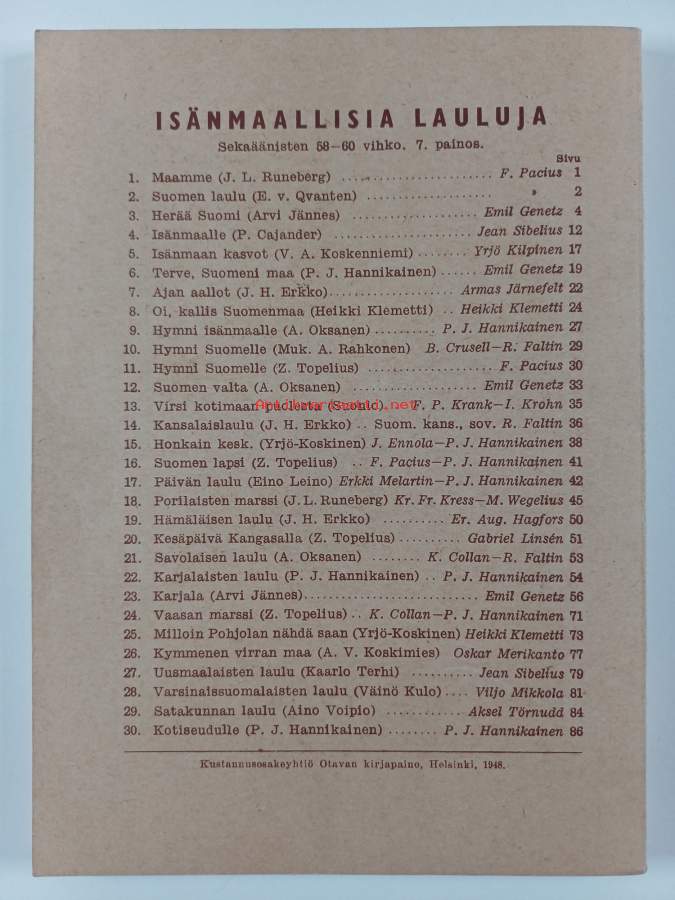 ISÄNMAALLISIA LAULUJA
Sekaäänisten 58—60 vihko. 7. painos.
Sivu
1. Maamme (J. L. Runeberg) ........................ F. Pacius 1
2. Suomen laulu (E. v. Qvanten) .................... » 2
3. Herää Suomi (Arvi Jännes) ..................... Emil Genetz 4
4. Isänmaalle (P. Cajander) ...................... Jean Sibelius 12
5. Isänmaan kasvot (V. A. Koskenniemi) ........ Yrjö Kilpinen 17
6. Terve, Suomeni maa (P. J. Hannikainen) ...... Emil Genetz 19
7. Ajan aallot (J. H. Erkko).................... Armas Järnefelt 22
8. Oi, kallis Suomenmaa (Heikki Klemetti) .. Heikki Klemetti 24
9. Hymni isänmaalle (A. Oksanen) .......... P. J. Hannikainen 27
10. Hymni Suomelle (Muk. A. Rahkonen) B. Crusell—R. Faltin 29
11. Hymni Suomelle (Z. Topelius) ................. F. Pacius 30
12. Suomen valta (A. Oksanen) .................... Emil Genetz 33
13. Virsi kotimaan puolesta (Suonio).... F. P. Krank—I. Krohn 35
Antikvariaatti.net
14. Kansalaislaulu (J. H. Erkko) .. Suom. kans., sov. R. Faltin 36
15. Honkain kesk. (Yrjö-Koskinen) J. Ennola—P. J. Hannikainen 38
16. Suomen lapsi (Z. Topelius) .. F. Pacius—P. J. Hannikainen 41
17. Päivän laulu (Eino Leino) Erkki Melartin—P. J. Hannikainen 42
18. Porilaisten marssi (J. L. Runeberg) Kr. Fr. Kress—M. Wegelius 45
19. Hämäläisen laulu (J. H. Erkko) .......... Er. Aug. Hagfors 50
20. Kesäpäivä Kangasalla (Z. Topelius).......... Gabriel Linsén 51
21. Savolaisen laulu (A. Oksanen) ........ K. Collan—R. Faltin 53
22. Karjalaisten laulu (P. J. Hannikainen) .. P. J. Hannikainen 54
23. Karjala (Arvi Jännes)............................ Emil Genetz 56
24. Vaasan marssi (Z. Topelius) .. K. Collan—P. J. Hannikainen 71
25. Milloin Pohjolan nähdä saan (Yrjö-Koskinen) Heikki Klemetti 73
26. Kymmenen virran maa (A. V. Koskimies) Oskar Merikanto 77
27. Uusmaalaisten laulu (Kaarlo Terhi) .......... Jean Sibelius 79
28. Varsinaissuomalaisten laulu (Väinö Kulo) .... Viljo Mikkola 81
29. Satakunnan laulu (Aino Voipio) ............ Aksel Törnudd 84
30. Kotiseudulle (P. J. Hannikainen) ........ P. J. Hannikainen 86
Kustannusosakeyhtiö Otavan kirjapaino, Helsinki, 1948.